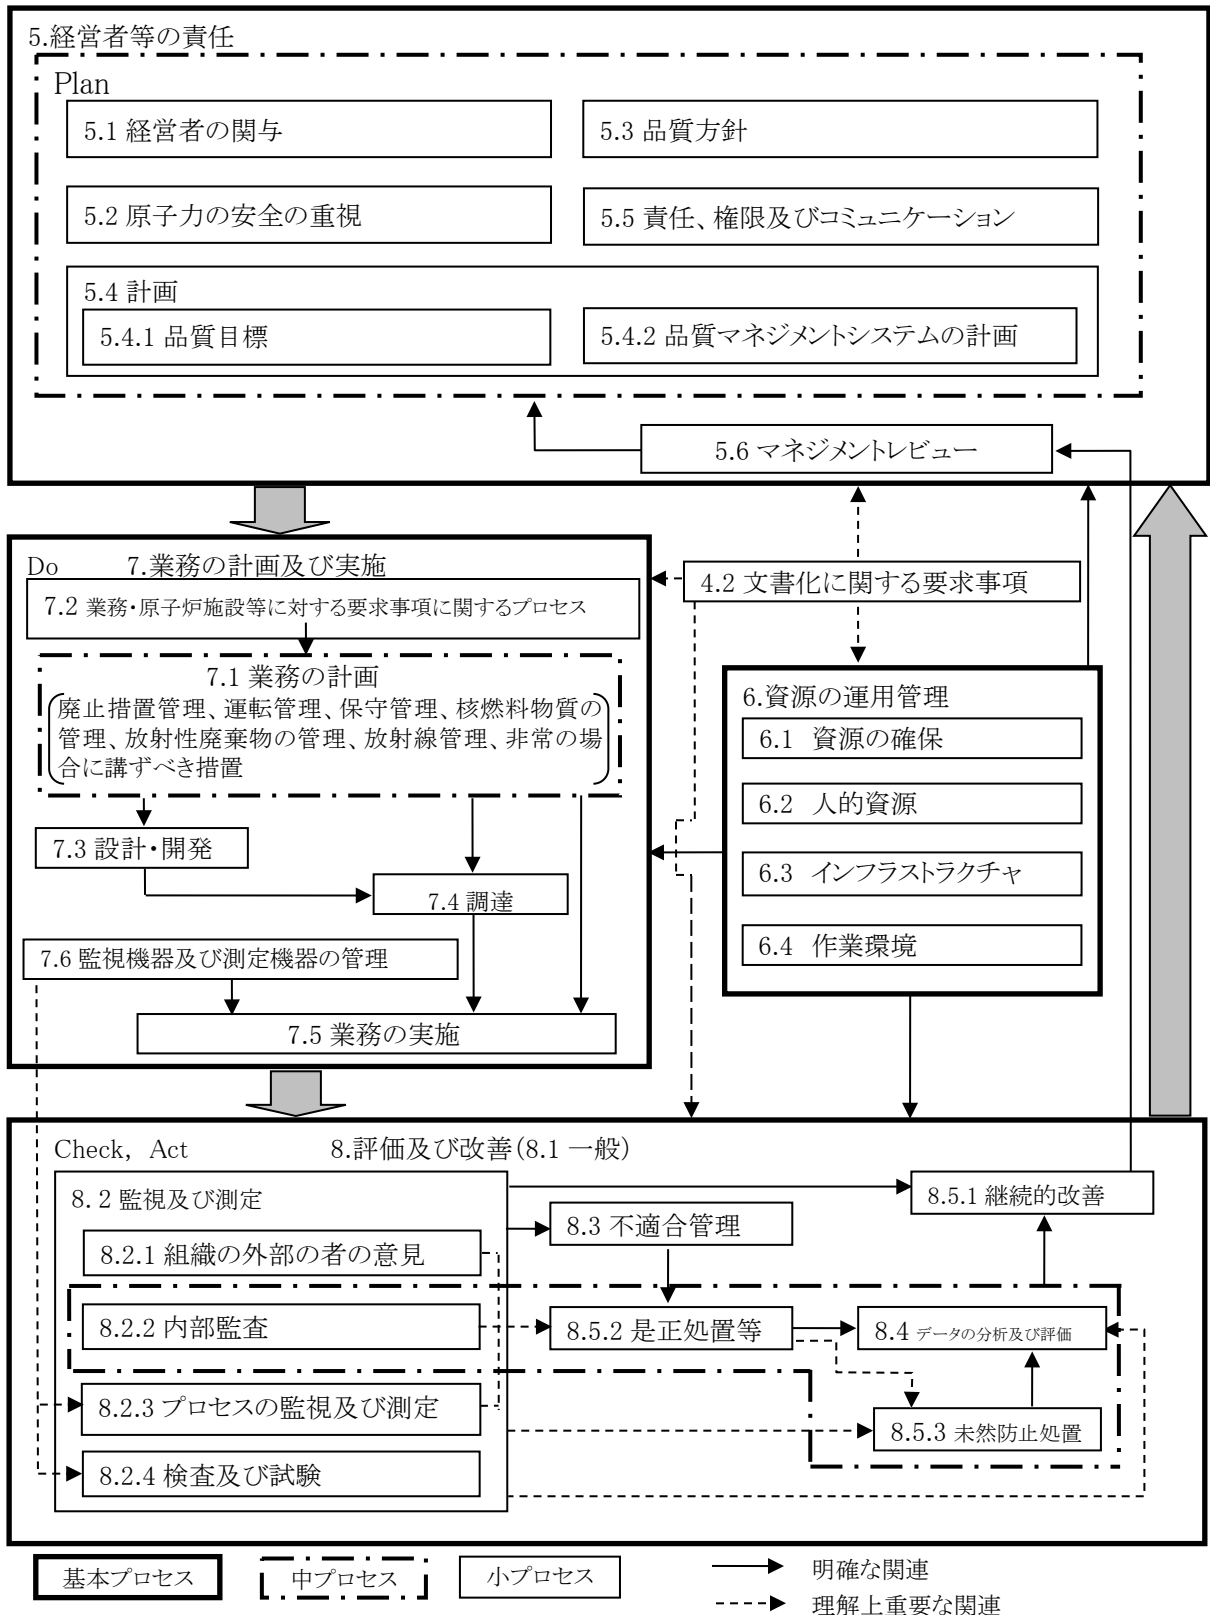 5.経営者等の責任
Plan
5.1 経営者の関与
5.3 品質方針
5.2 原子力の安全の重視
5.5 責任、権限及びコミュニケーション
5.4 計画
5.4.1 品質目標
5.4.2 品質マネジメントシステムの計画
5.6 マネジメントレビュー
Do 7.業務の計画及び実施
7.2 業務・原子炉施設等に対する要求事項に関するプロセス
7.1 業務の計画
廃止措置管理、運転管理、保守管理、核燃料物質の
管理、放射性廃棄物の管理、放射線管理、非常の場
合に講ずべき措置
7.3 設計・開発
7.4 調達
7.6 監視機器及び測定機器の管理
7.5 業務の実施
4.2 文書化に関する要求事項
6.資源の運用管理
6.1 資源の確保
6.2 人的資源
6.3 インフラストラクチャ
6.4 作業環境
Check, Act 8.評価及び改善(8.1 一般)
8.2 監視及び測定
8.5.1 継続的改善
8.3 不適合管理
8.2.1 組織の外部の者の意見
8.2.2 内部監査
8.5.2 是正処置等
8.4 データの分析及び評価
8.2.3 プロセスの監視及び測定
8.5.3 未然防止処置
8.2.4 検査及び試験
基本プロセス
中プロセス
小プロセス
明確な関連
理解上重要な関連